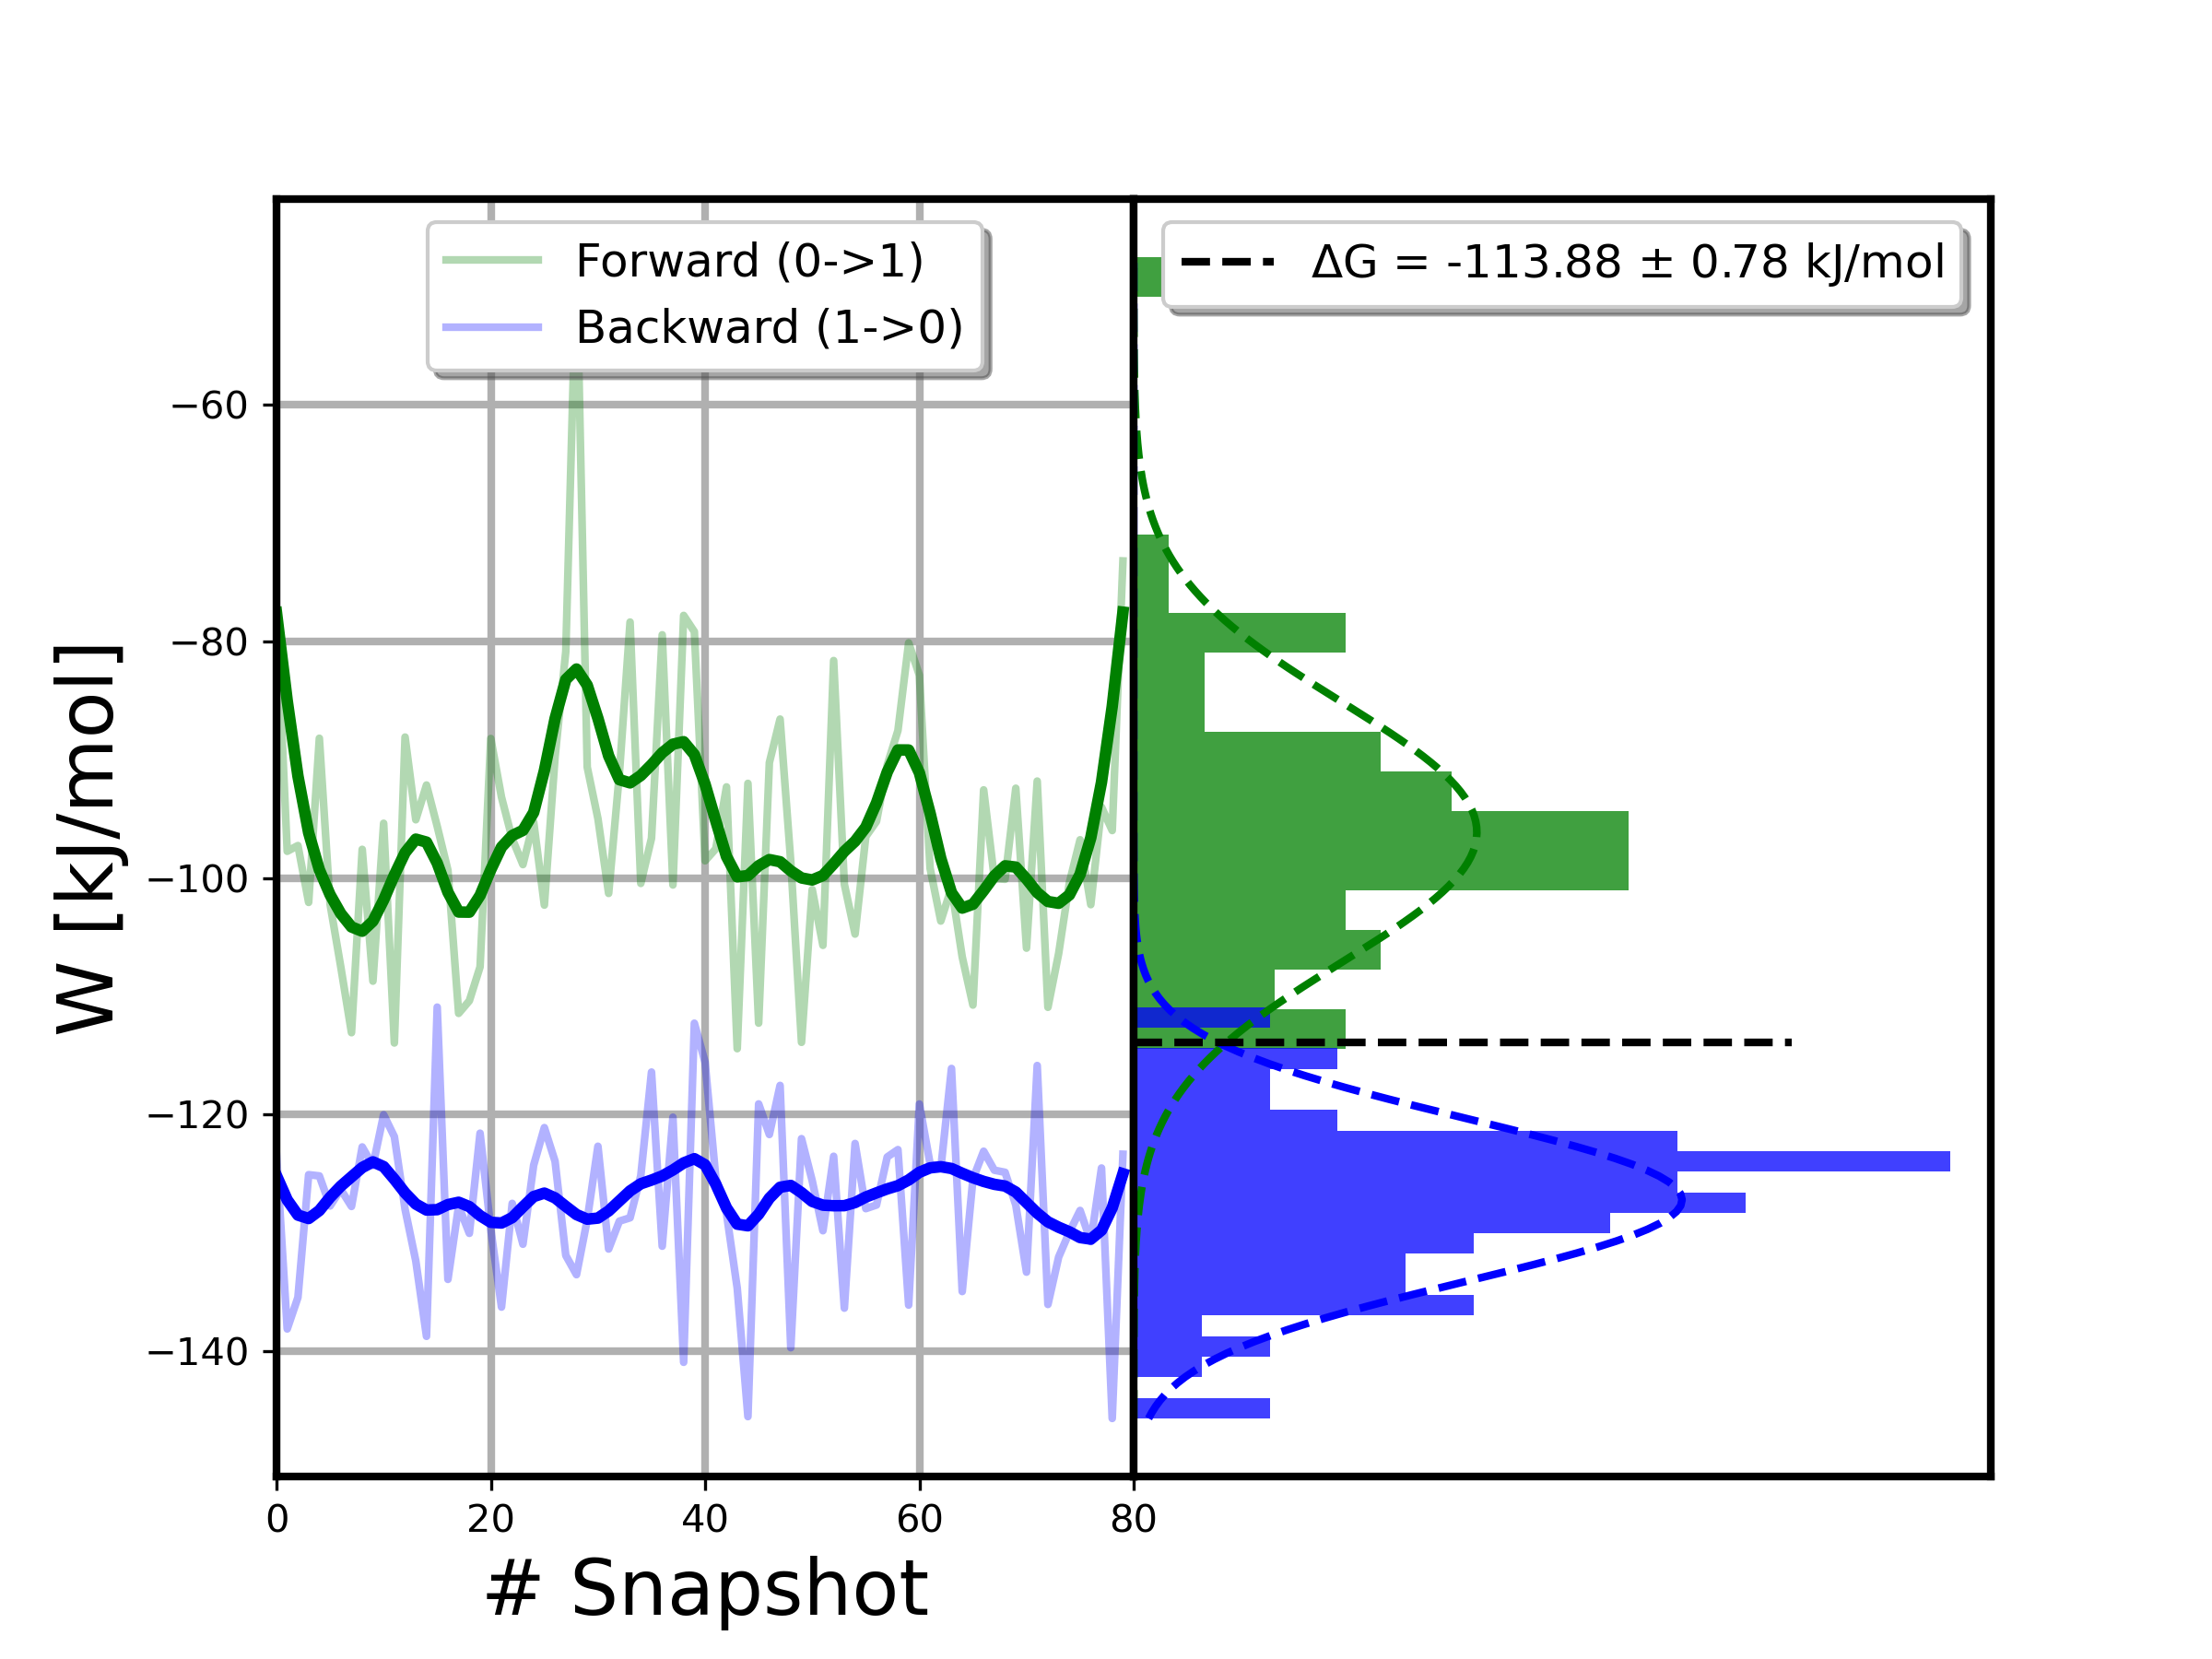 Forward (0->1)
Backward (1->0)
ΔG = -113.88 ± 0.78 kJ/mol
−60
−80
−100
−120
−140
W [kJ/mol]
0 20 40 60 80
# Snapshot